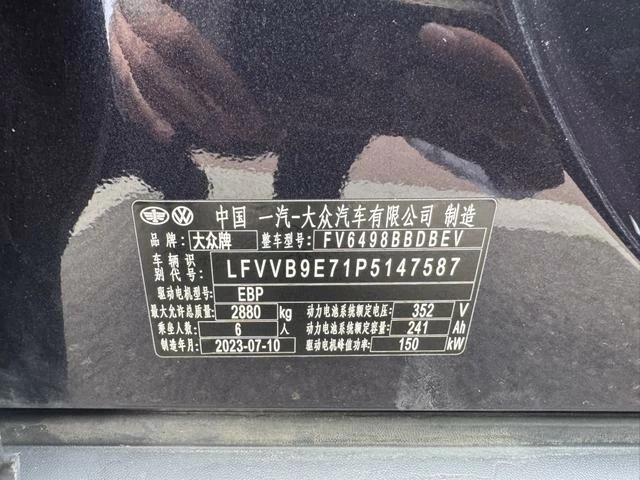 中国 一汽-大众汽车有限公司 制造
品牌: 大众牌 整车型号: FV6498BBDBEV
车辆识别代号: LFVVB9E71P5147587
驱动电机型号: EBP
最大允许总质量: 2880 kg 动力电池系统额定电压: 352 V
乘坐人数: 6 人 动力电池系统额定容量: 241 Ah
制造年月: 2023-07-10 驱动电机峰值功率: 150 kW